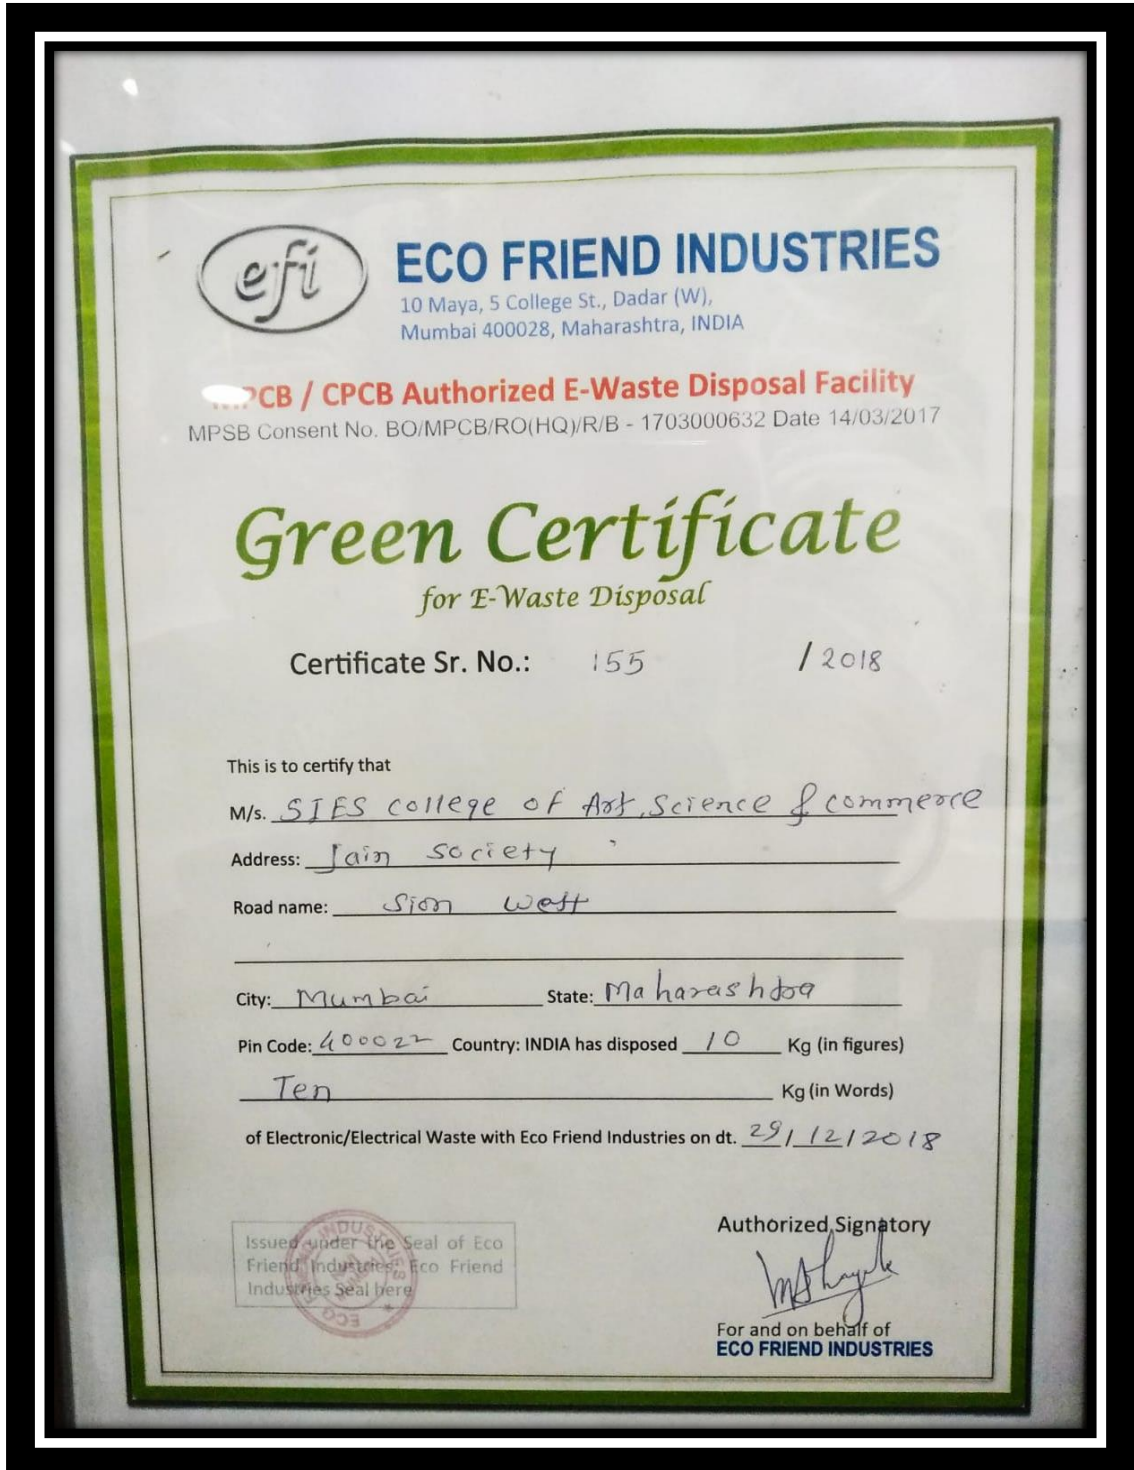 efi
ECO FRIEND INDUSTRIES
10 Maya, 5 College St., Dadar (W),
Mumbai 400028, Maharashtra, INDIA
PCB / CPCB Authorized E-Waste Disposal Facility
MPSB Consent No. BO/MPCB/RO(HQ)/R/B - 1703000632 Date 14/03/2017
Green Certificate
for E-Waste Disposal
Certificate Sr. No.: 155 / 2018
This is to certify that
M/s. SIES college of Art, Science & commerce
Address: Jain society
Road name: Sion west
City: Mumbai State: Maharashtra
Pin Code: 400022 Country: INDIA has disposed 10 Kg (in figures)
Ten Kg (in Words)
of Electronic/Electrical Waste with Eco Friend Industries on dt. 29/12/2018
Authorized Signatory
Issued under the Seal of Eco
Friend Industries, Eco Friend
Industries Seal here
For and on behalf of
ECO FRIEND INDUSTRIES